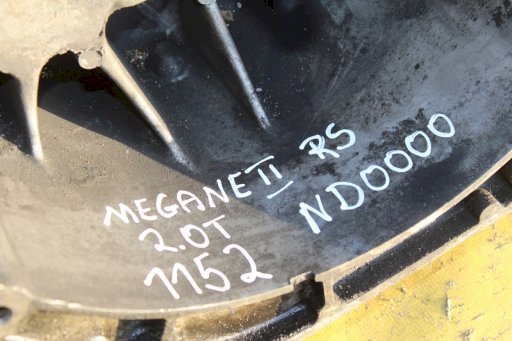 MEGANE II RS
2.0T ND0000
1152